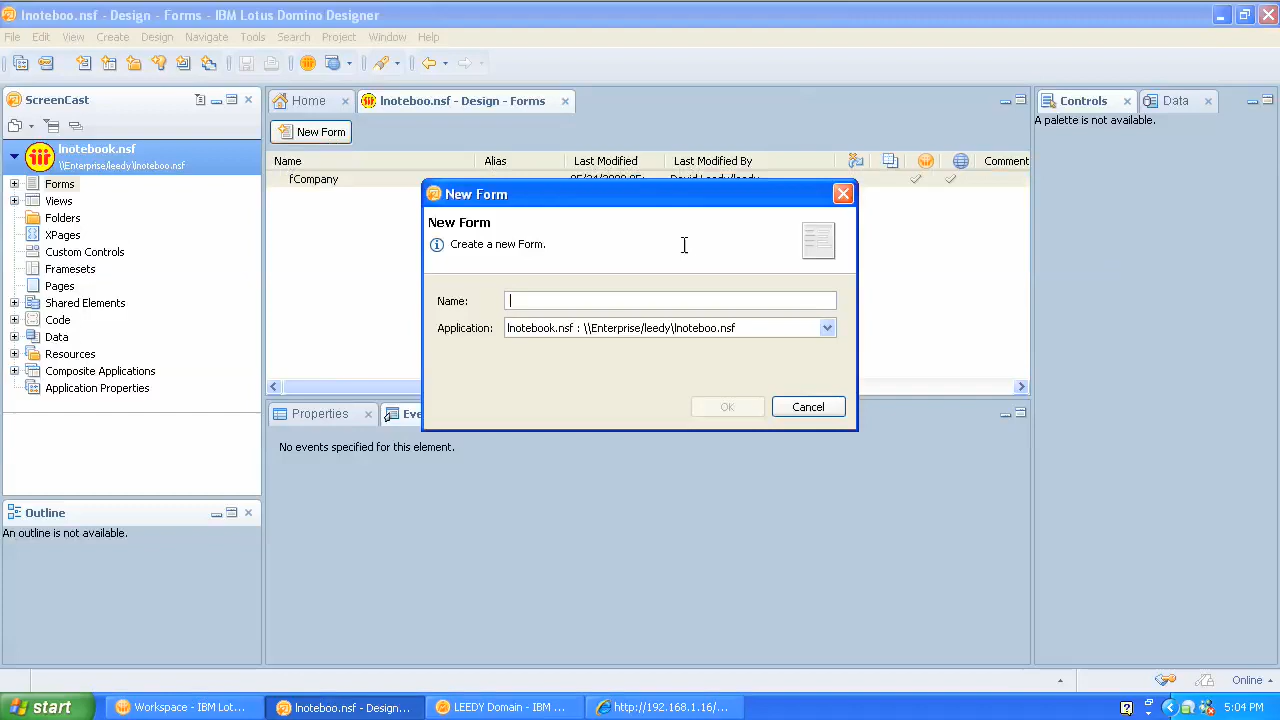 lnoteboo.nsf - Design - Forms - IBM Lotus Domino Designer
File Edit View Create Design Navigate Tools Search Project Window Help
ScreenCast
Home
lnoteboo.nsf - Design - Forms
Controls
Data
A palette is not available.
New Form
lnotebook.nsf
\\Enterprise/leedy\lnoteboo.nsf
Name Alias Last Modified Last Modified By Comment
fCompany
Forms
Views
Folders
XPages
Custom Controls
Framesets
Pages
Shared Elements
Code
Data
Resources
Composite Applications
Application Properties
New Form
New Form
Create a new Form.
Name:
Application: lnotebook.nsf : \\Enterprise/leedy\lnoteboo.nsf
OK
Cancel
Properties
Eve
No events specified for this element.
Outline
An outline is not available.
Online
start
Workspace - IBM Lot...
lnoteboo.nsf - Design...
LEEDY Domain - IBM ...
http://192.168.1.16/...
5:04 PM